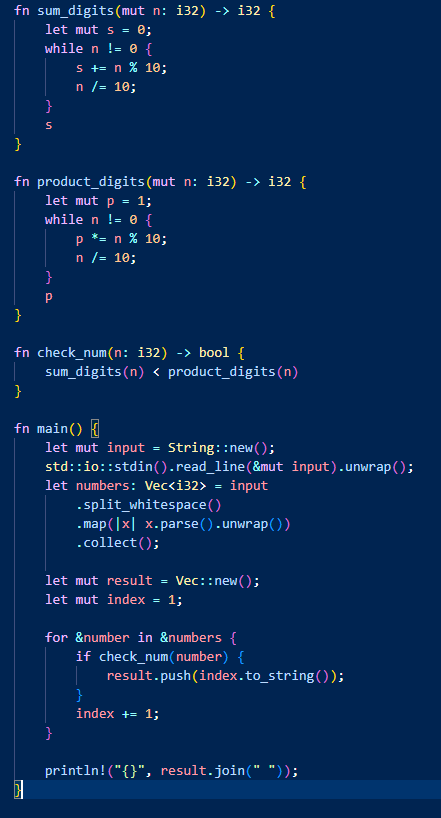 fn sum_digits(mut n: i32) -> i32 {
    let mut s = 0;
    while n != 0 {
        s += n % 10;
        n /= 10;
    }
    s
}

fn product_digits(mut n: i32) -> i32 {
    let mut p = 1;
    while n != 0 {
        p *= n % 10;
        n /= 10;
    }
    p
}

fn check_num(n: i32) -> bool {
    sum_digits(n) < product_digits(n)
}

fn main() {
    let mut input = String::new();
    std::io::stdin().read_line(&mut input).unwrap();
    let numbers: Vec<i32> = input
        .split_whitespace()
        .map(|x| x.parse().unwrap())
        .collect();

    let mut result = Vec::new();
    let mut index = 1;

    for &number in &numbers {
        if check_num(number) {
            result.push(index.to_string());
        }
        index += 1;
    }

    println!("{}", result.join(" "));
}